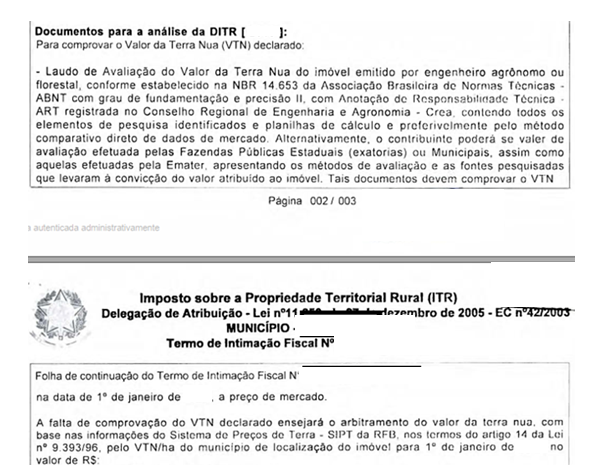 Documentos para a análise da DITR [ ]:
Para comprovar o Valor da Terra Nua (VTN) declarado:
- Laudo de Avaliação do Valor da Terra Nua do imóvel emitido por engenheiro agrônomo ou
florestal, conforme estabelecido na NBR 14.653 da Associação Brasileira de Normas Técnicas -
ABNT com grau de fundamentação e precisão II, com Anotação de Responsabilidade Técnica -
ART registrada no Conselho Regional de Engenharia e Agronomia - Crea, contendo todos os
elementos de pesquisa identificados e planilhas de cálculo e preferivelmente pelo método
comparativo direto de dados de mercado. Alternativamente, o contribuinte poderá se valer de
avaliação efetuada pelas Fazendas Públicas Estaduais (exatorias) ou Municipais, assim como
aquelas efetuadas pela Emater, apresentando os métodos de avaliação e as fontes pesquisadas
que levaram à convicção do valor atribuído ao imóvel. Tais documentos devem comprovar o VTN
Página 002 / 003
a autenticada administrativamente
Imposto sobre a Propriedade Territorial Rural (ITR)
Delegação de Atribuição - Lei nº11 dezembro de 2005 - EC nº42/2003
MUNICÍPIO -
Termo de Intimação Fiscal Nº
Folha de continuação do Termo de Intimação Fiscal N°
na data de 1º de janeiro de , a preço de mercado.
A falta de comprovação do VTN declarado ensejará o arbitramento do valor da terra nua, com
base nas informações do Sistema de Preços de Terra - SIPT da RFB, nos termos do artigo 14 da Lei
nº 9.393/96, pelo VTN/ha do município de localização do imóvel para 1º de janeiro de no
valor de R$: